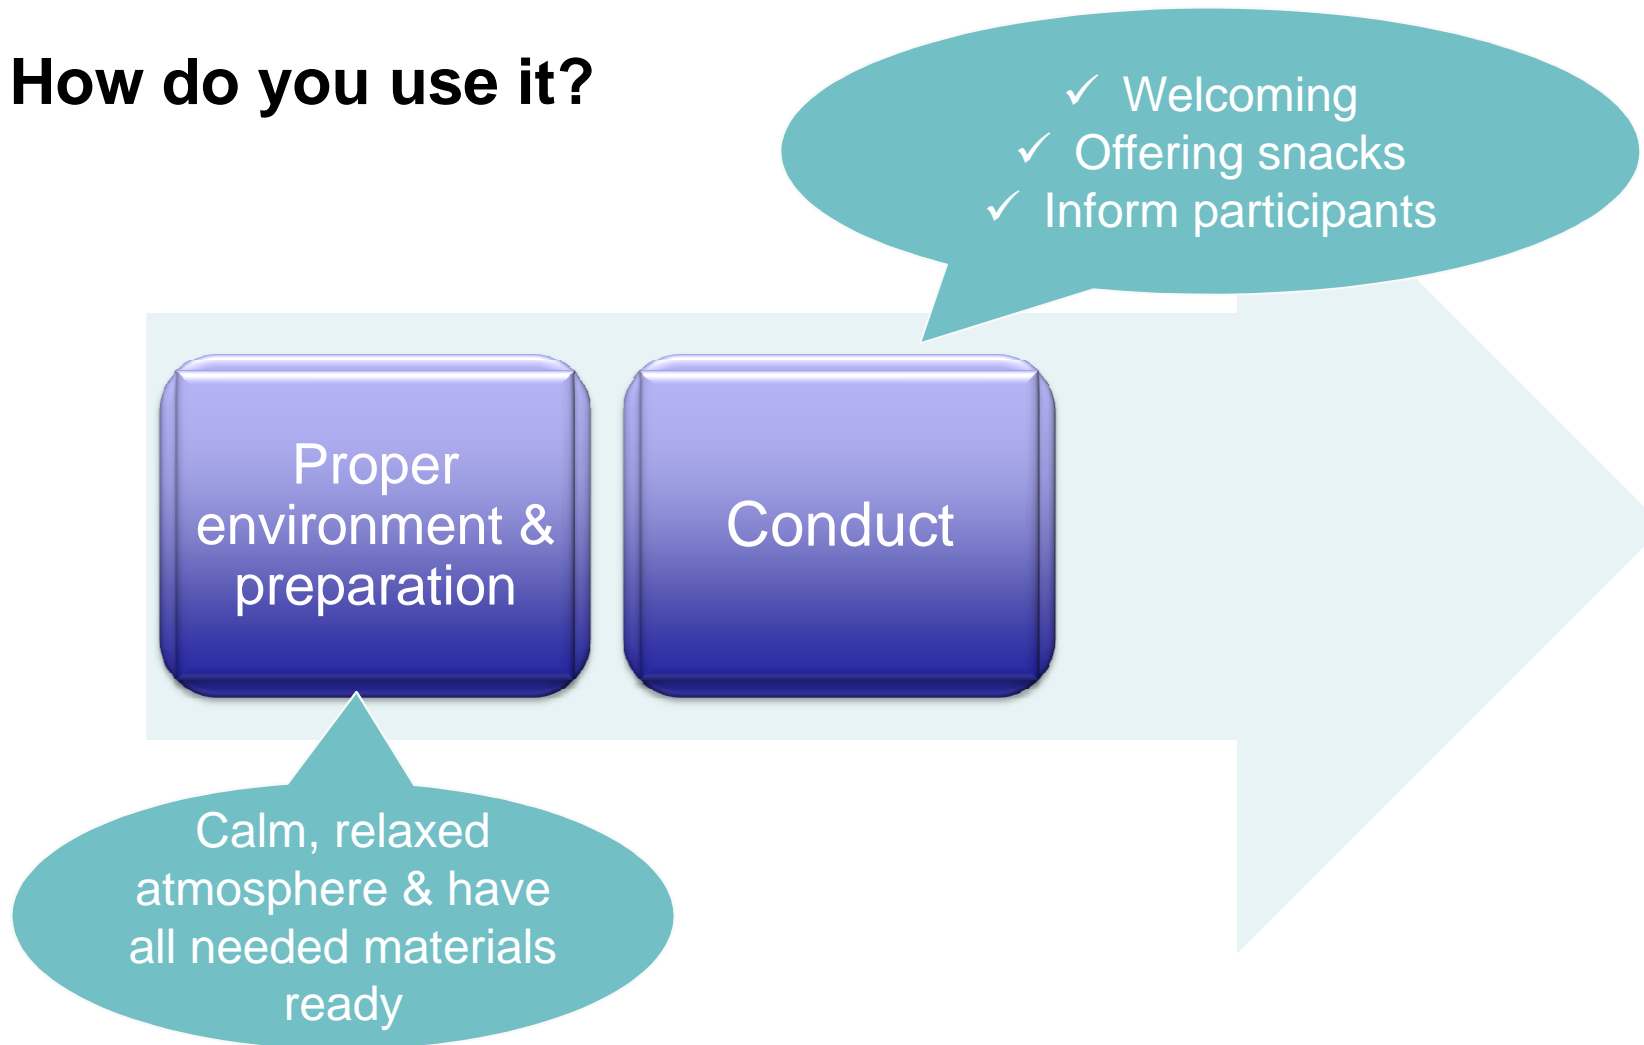 How do you use it?
✓ Welcoming
✓ Offering snacks
✓ Inform participants
Proper
environment &
preparation
Conduct
Calm, relaxed
atmosphere & have
all needed materials
ready